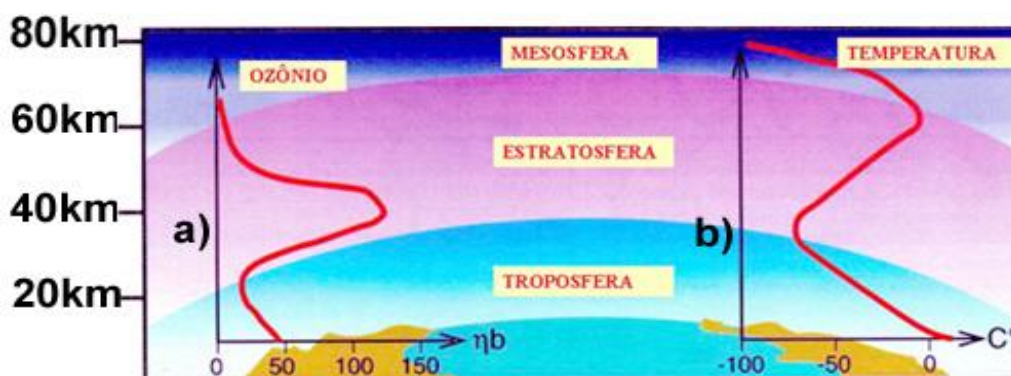 80km
MESOSFERA
TEMPERATURA
OZÔNIO
60km
ESTRATOSFERA
40km
a)
b)
20km
TROPOSFERA
ηb
C°
0 50 100 150
-100 -50 0